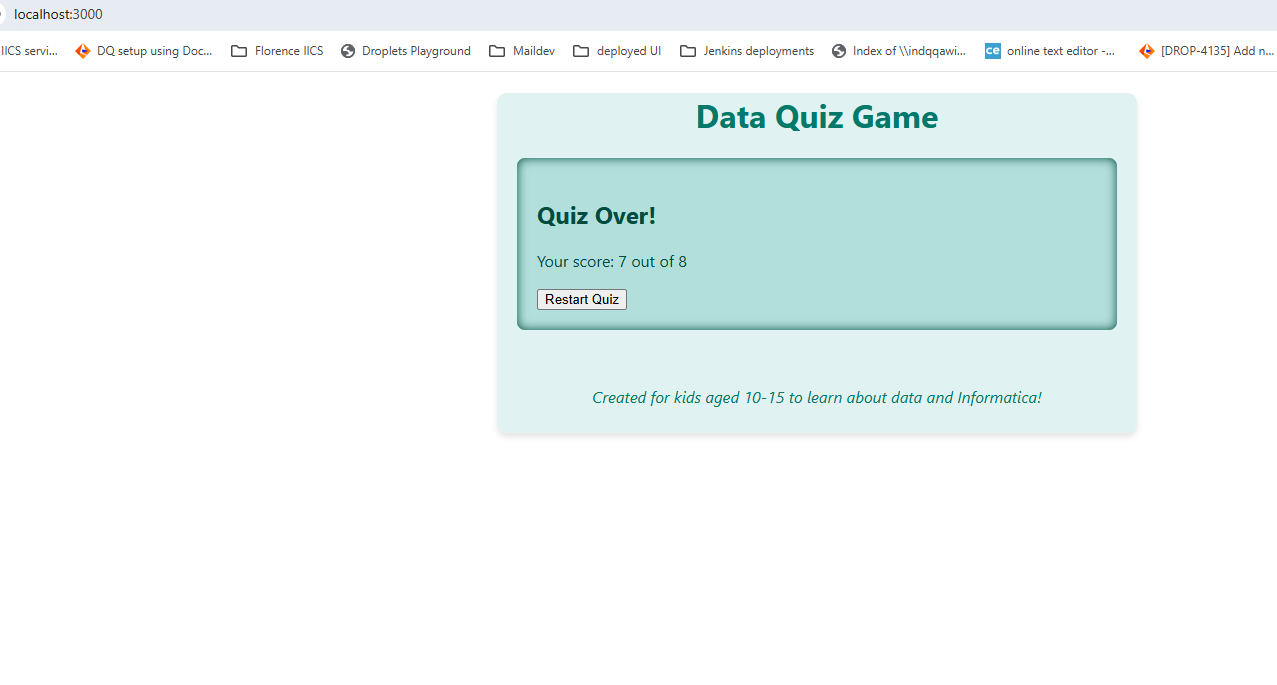 localhost:3000
IICS servi... DQ setup using Doc... Florence IICS Droplets Playground Maildev deployed UI Jenkins deployments Index of \\indqqawi... ce online text editor -... [DROP-4135] Add n...
Data Quiz Game
Quiz Over!
Your score: 7 out of 8
Restart Quiz
Created for kids aged 10-15 to learn about data and Informatica!